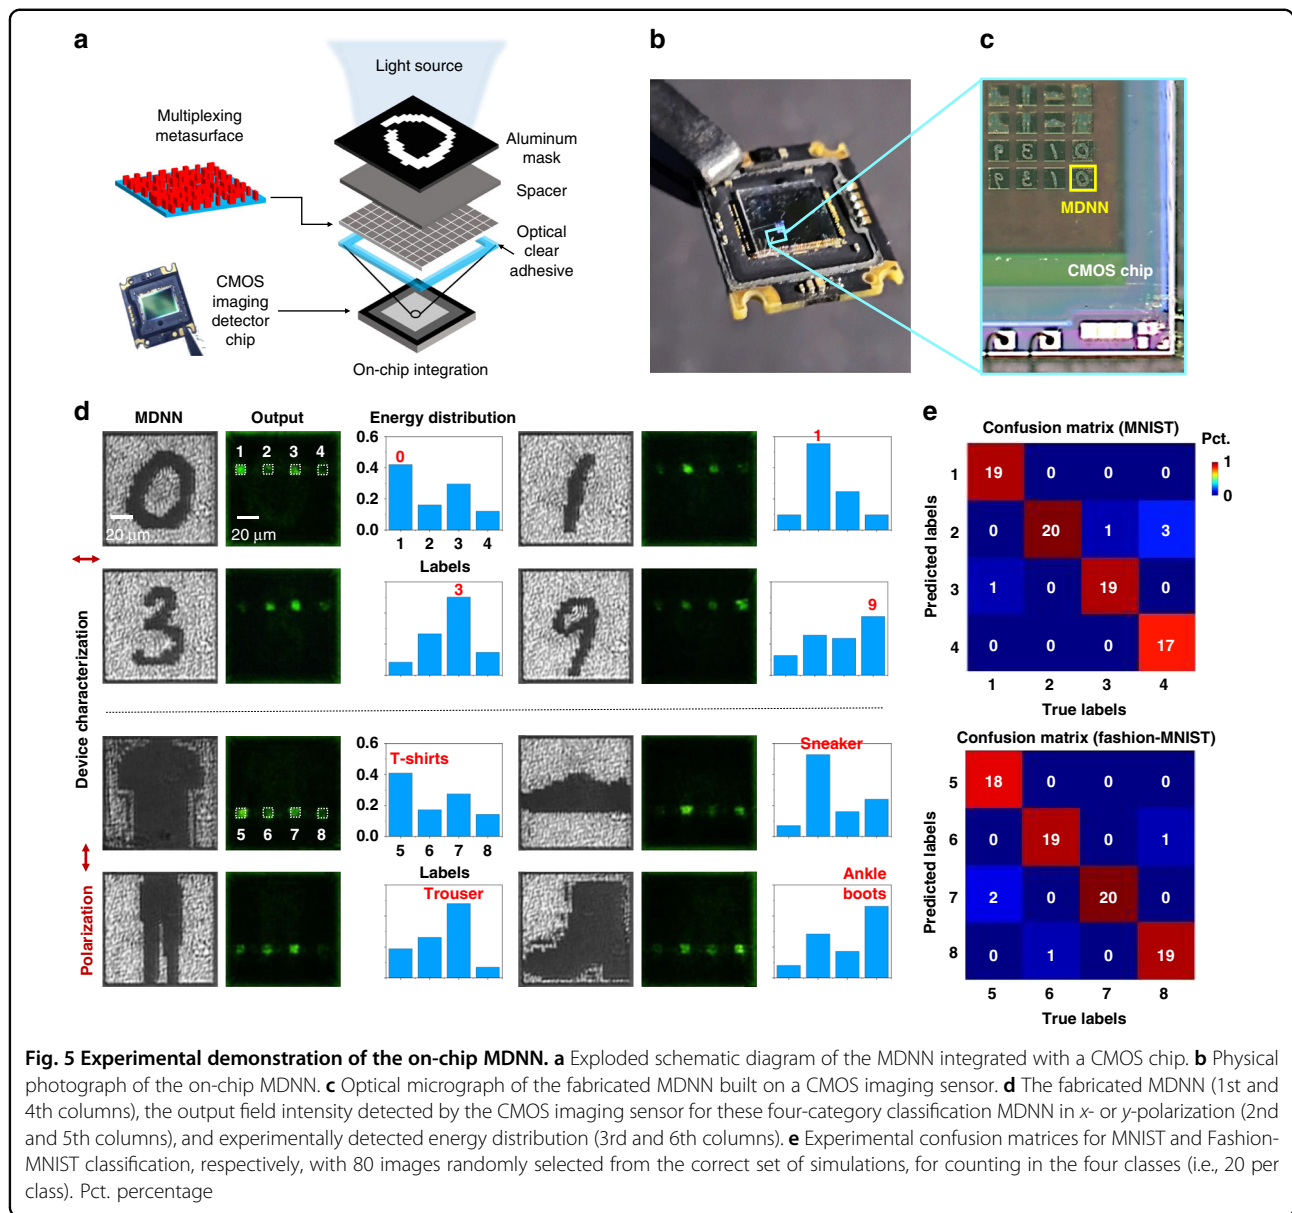 a
Light source
Multiplexing
metasurface
Aluminum
mask
Spacer
Optical
clear
adhesive
CMOS
imaging
detector
chip
On-chip integration
b
c
MDNN
CMOS chip
d
MDNN
Output
Energy distribution
1 2 3 4
20 μm
20 μm
0.6
0.4
0.2
0.0
0
1 2 3 4
Labels
1
3
9
Device characterization
Polarization
5 6 7 8
0.6
0.4
0.2
0.0
T-shirts
5 6 7 8
Labels
Sneaker
Trouser
Ankle
boots
e
Confusion matrix (MNIST)
Pct.
1
0
Predicted labels
1 19 0 0 0
2 0 20 1 3
3 1 0 19 0
4 0 0 0 17
1 2 3 4
True labels
Confusion matrix (fashion-MNIST)
Predicted labels
5 18 0 0 0
6 0 19 0 1
7 2 0 20 0
8 0 1 0 19
5 6 7 8
True labels
Fig. 5 Experimental demonstration of the on-chip MDNN. a Exploded schematic diagram of the MDNN integrated with a CMOS chip. b Physical
photograph of the on-chip MDNN. c Optical micrograph of the fabricated MDNN built on a CMOS imaging sensor. d The fabricated MDNN (1st and
4th columns), the output field intensity detected by the CMOS imaging sensor for these four-category classification MDNN in x- or y-polarization (2nd
and 5th columns), and experimentally detected energy distribution (3rd and 6th columns). e Experimental confusion matrices for MNIST and Fashion-
MNIST classification, respectively, with 80 images randomly selected from the correct set of simulations, for counting in the four classes (i.e., 20 per
class). Pct. percentage